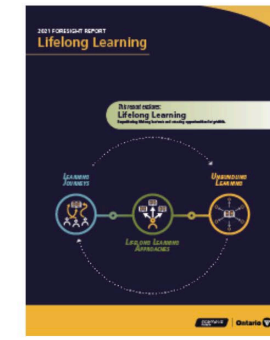 2021 FORESIGHT REPORT
Lifelong Learning
This report explores:
Lifelong Learning
LEARNING
JOURNEYS
UNBUNDLING
LEARNING
LIFELONG LEARNING
APPROACHES
Ontario